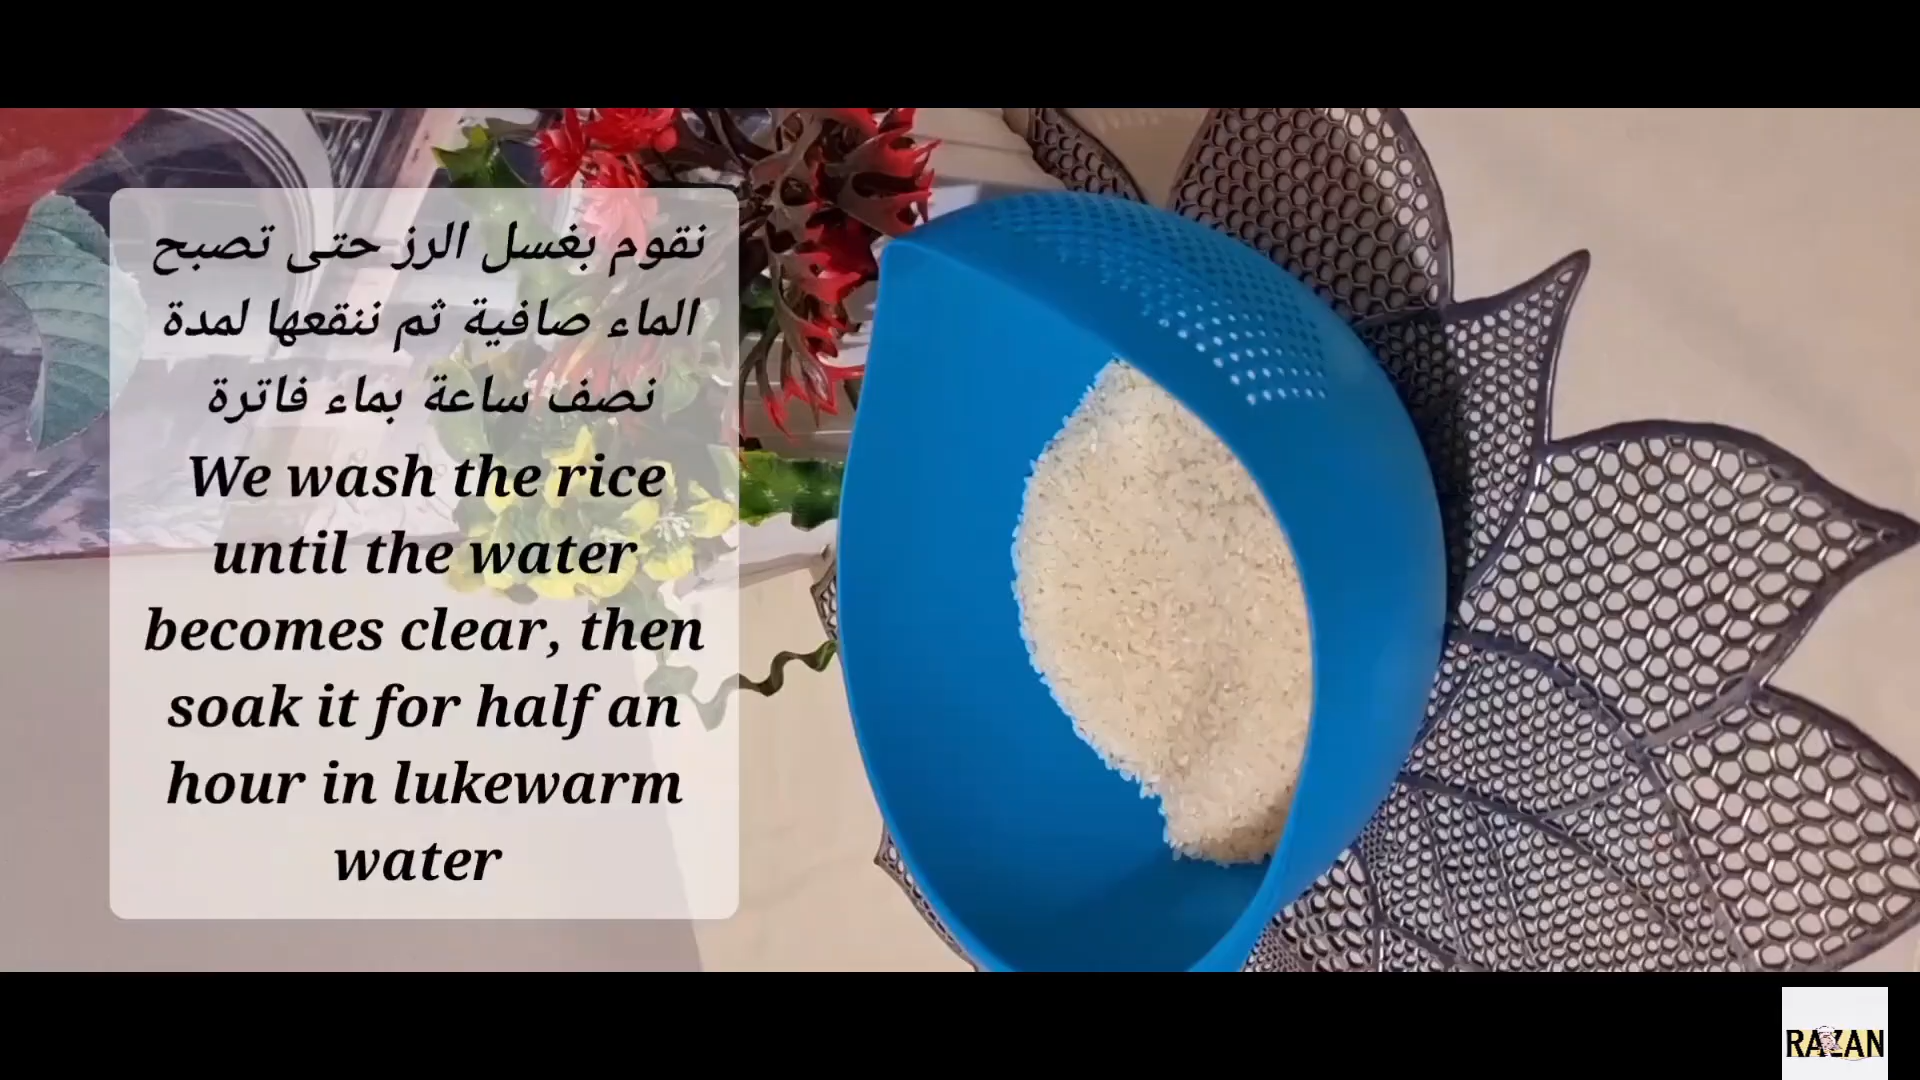 نقوم بغسل الرز حتى تصبح
الماء صافية ثم ننقعها لمدة
نصف ساعة بماء فاترة
We wash the rice
until the water
becomes clear, then
soak it for half an
hour in lukewarm
water
RAZAN